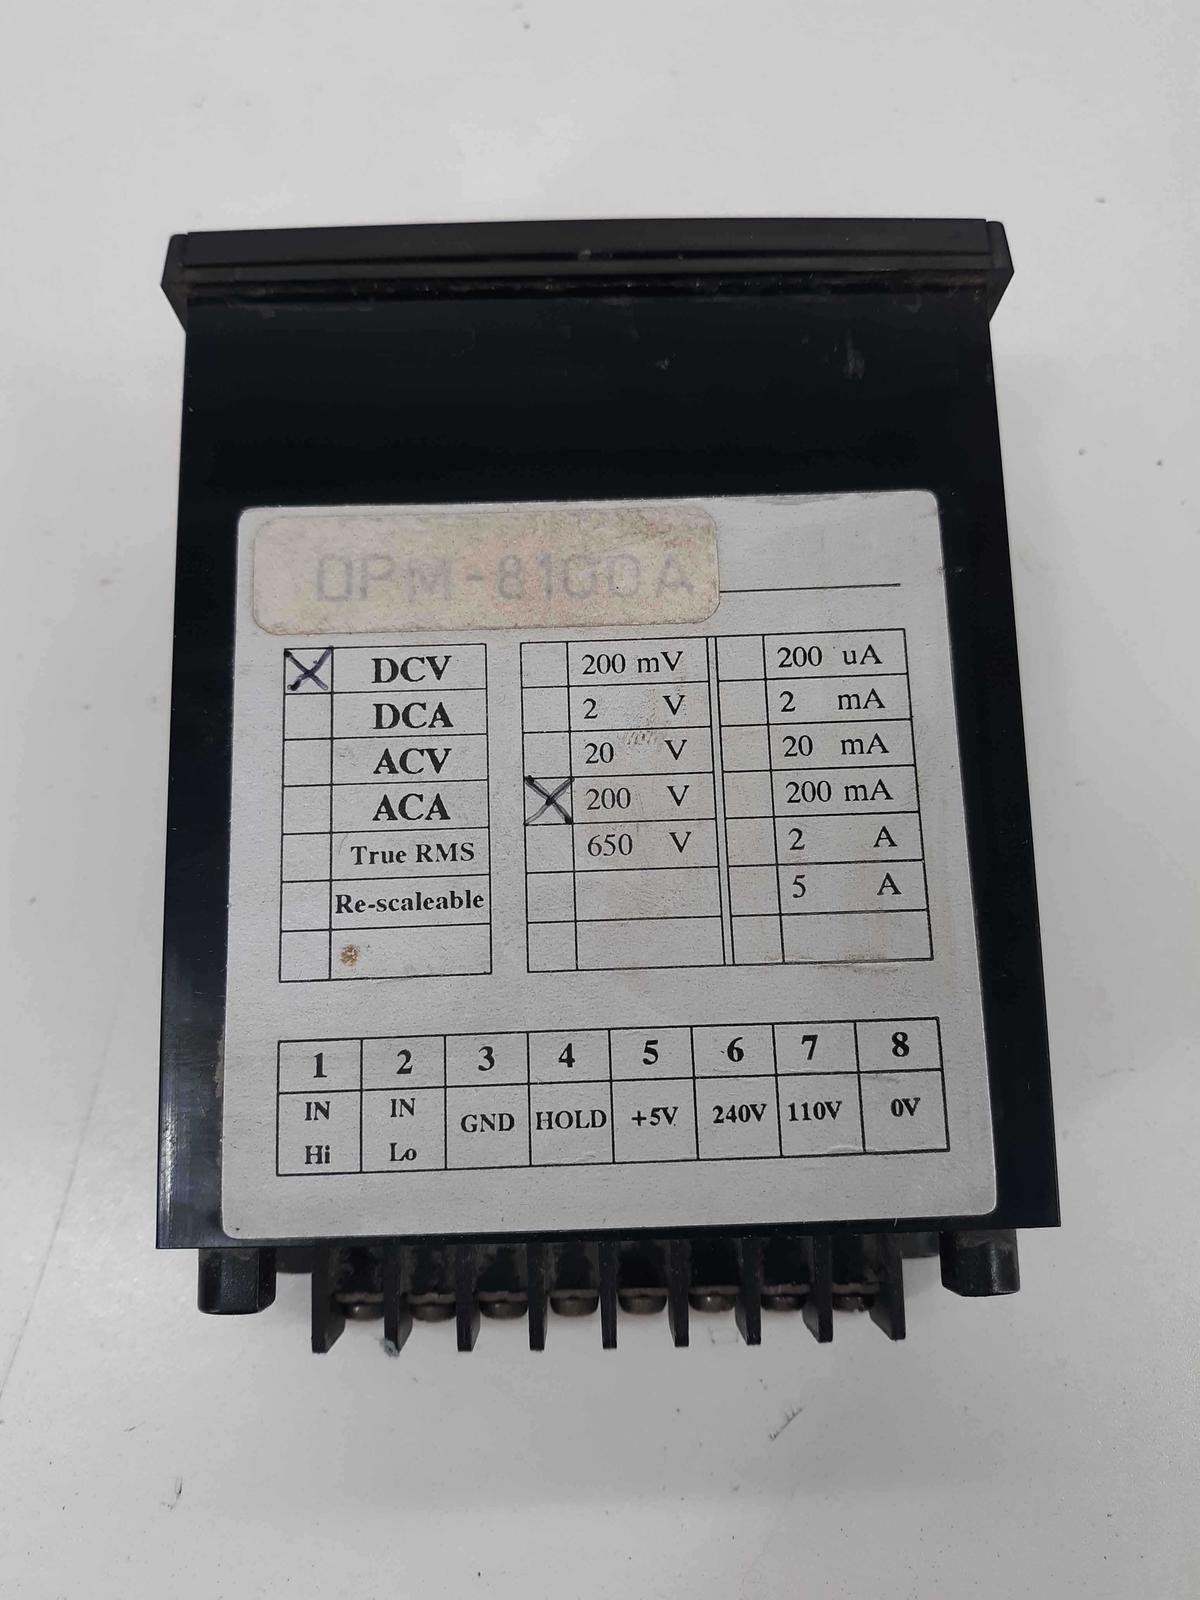 DPM-8100A
X DCV
DCA
ACV
ACA
True RMS
Re-scaleable
200 mV
2 V
20 V
X 200 V
650 V
200 uA
2 mA
20 mA
200 mA
2 A
5 A
1 2 3 4 5 6 7 8
IN Hi IN Lo GND HOLD +5V 240V 110V 0V